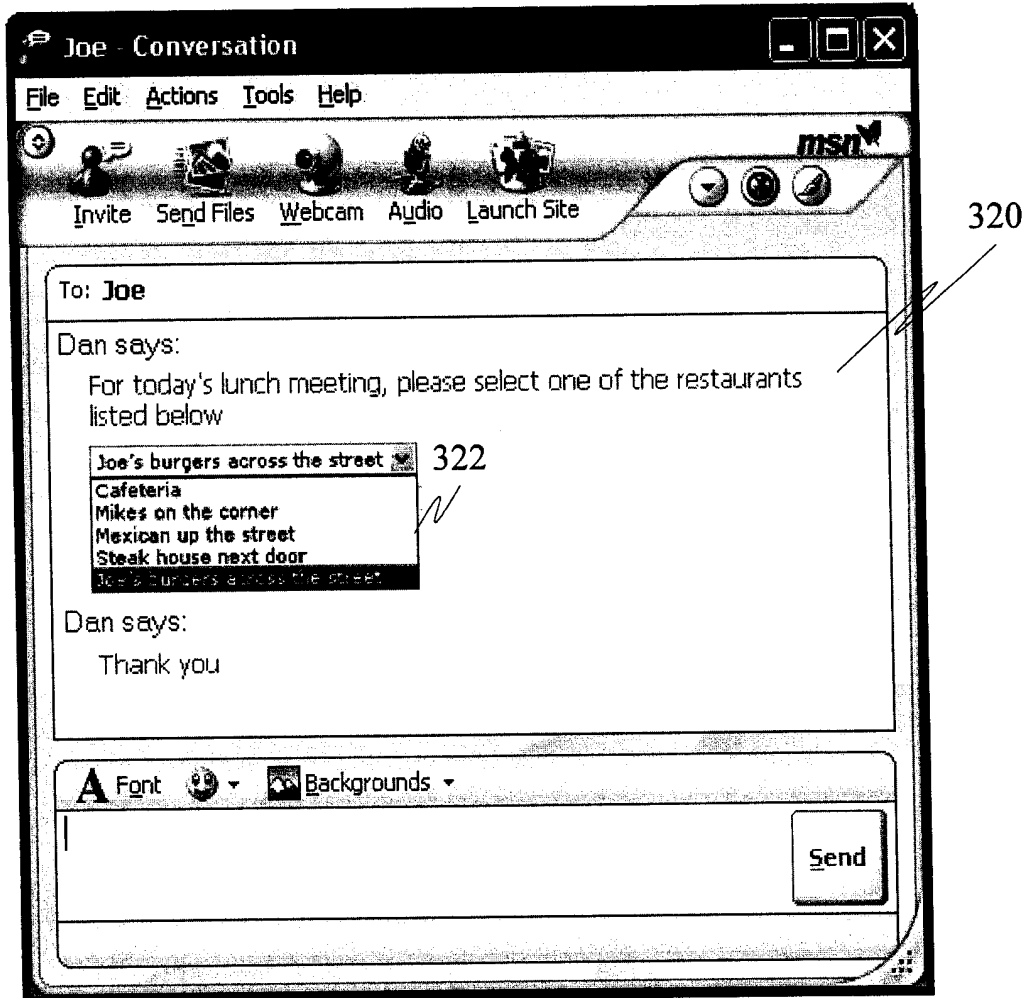 Joe - Conversation
File Edit Actions Tools Help
msn
Invite Send Files Webcam Audio Launch Site
320
To: Joe
Dan says:
For today's lunch meeting, please select one of the restaurants
listed below
Joe's burgers across the street
322
Cafeteria
Mikes on the corner
Mexican up the street
Steak house next door
Joe's burgers across the street
Dan says:
Thank you
A Font Backgrounds
Send